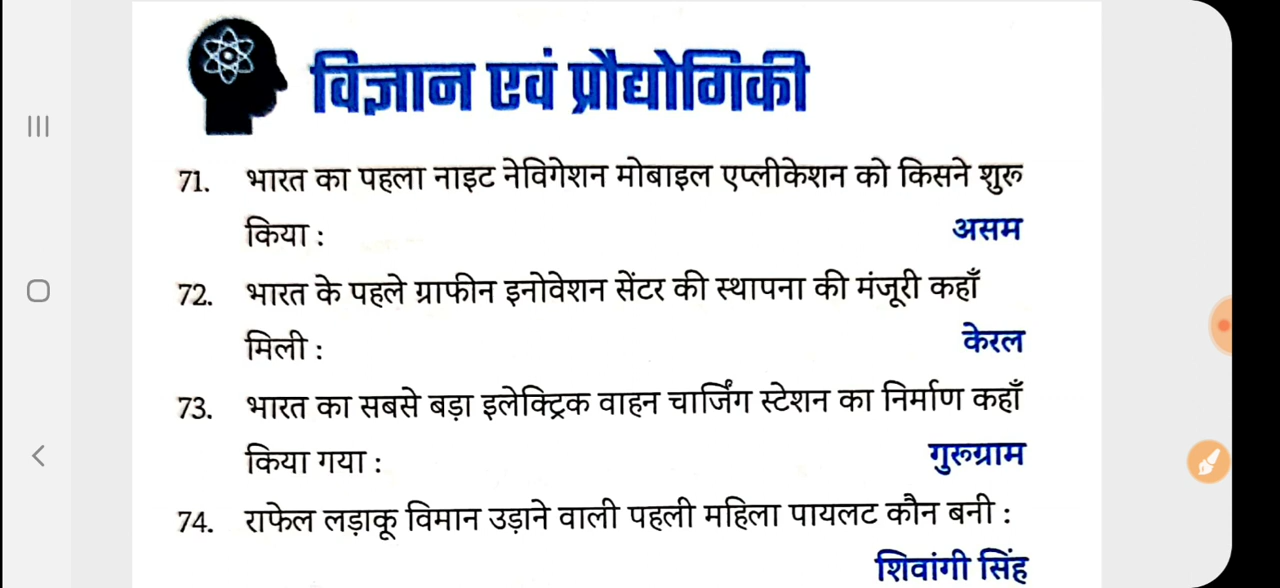 विज्ञान एवं प्रौद्योगिकी
71. भारत का पहला नाइट नेविगेशन मोबाइल एप्लीकेशन को किसने शुरू
किया : असम
72. भारत के पहले ग्राफीन इनोवेशन सेंटर की स्थापना की मंजूरी कहाँ
मिली : केरल
73. भारत का सबसे बड़ा इलेक्ट्रिक वाहन चार्जिंग स्टेशन का निर्माण कहाँ
किया गया : गुरूग्राम
74. राफेल लड़ाकू विमान उड़ाने वाली पहली महिला पायलट कौन बनी :
शिवांगी सिंह